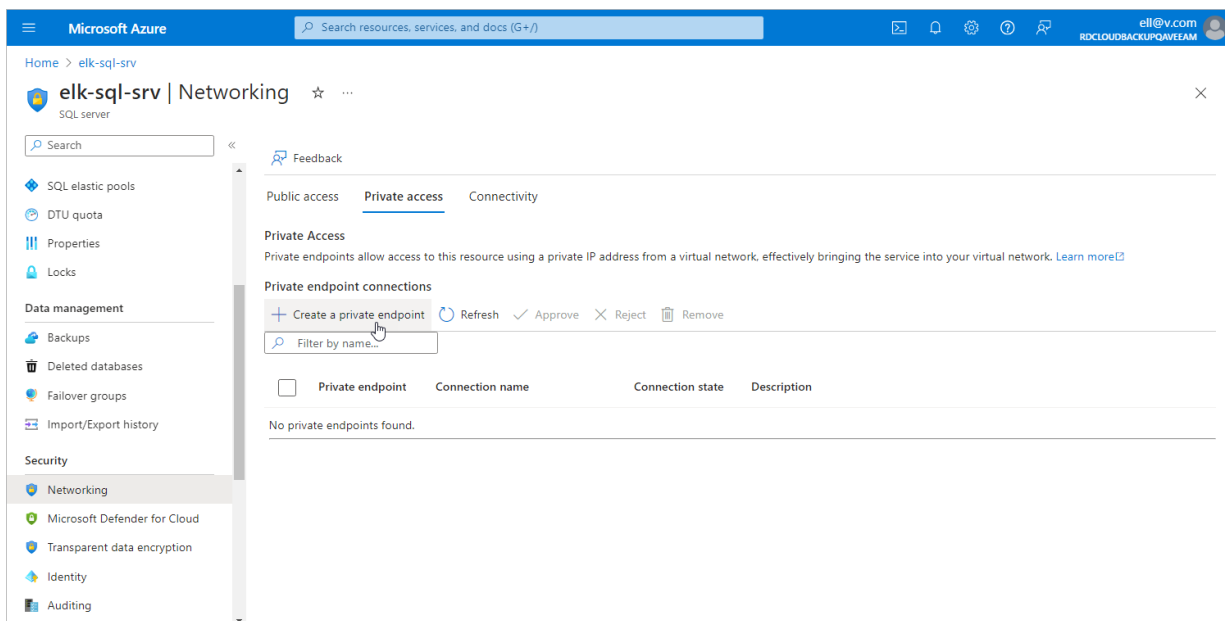 Microsoft Azure
Search resources, services, and docs (G+/)
ell@v.com
RDCLOUDBACKUPQAVEEAM
Home > elk-sql-srv
elk-sql-srv | Networking
SQL server
Search
Feedback
SQL elastic pools
DTU quota
Properties
Locks
Data management
Backups
Deleted databases
Failover groups
Import/Export history
Security
Networking
Microsoft Defender for Cloud
Transparent data encryption
Identity
Auditing
Public access Private access Connectivity
Private Access
Private endpoints allow access to this resource using a private IP address from a virtual network, effectively bringing the service into your virtual network. Learn more
Private endpoint connections
Create a private endpoint Refresh Approve Reject Remove
Filter by name...
Private endpoint Connection name Connection state Description
No private endpoints found.